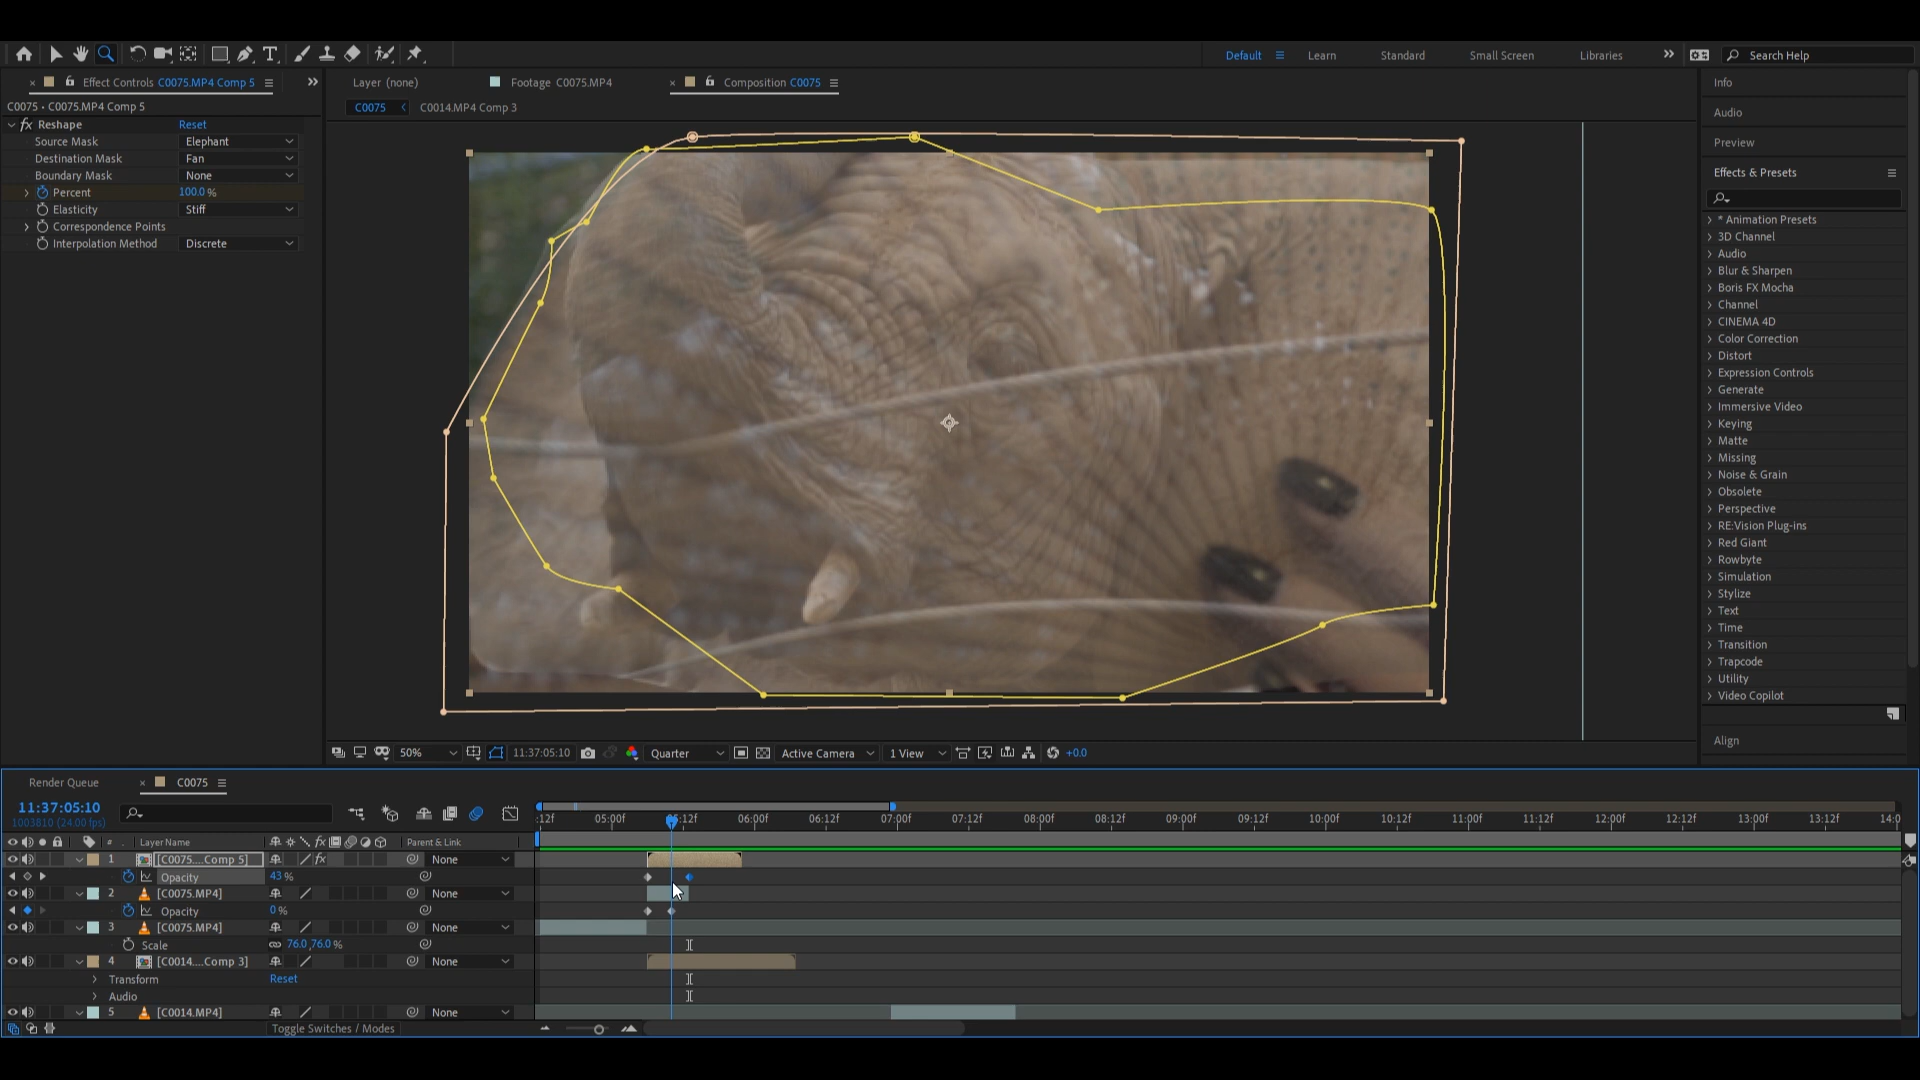 Default
Learn
Standard
Small Screen
Libraries
Search Help
Effect Controls C0075.MP4 Comp 5
Layer (none)
Footage C0075.MP4
Composition C0075
Info
C0075 • C0075.MP4 Comp 5
C0075
C0014.MP4 Comp 3
Audio
fx Reshape Reset
Source Mask Elephant
Destination Mask Fan
Boundary Mask None
Percent 100.0 %
Elasticity Stiff
Correspondence Points
Interpolation Method Discrete
Preview
Effects & Presets
* Animation Presets
3D Channel
Audio
Blur & Sharpen
Boris FX Mocha
Channel
CINEMA 4D
Color Correction
Distort
Expression Controls
Generate
Immersive Video
Keying
Matte
Missing
Noise & Grain
Obsolete
Perspective
RE:Vision Plug-ins
Red Giant
Rowbyte
Simulation
Stylize
Text
Time
Transition
Trapcode
Utility
Video Copilot
Align
50% 11:37:05:10 Quarter Active Camera 1 View +0.0
Render Queue
C0075
11:37:05:10
1003810 (24.00 fps)
:12f 05:00f 05:12f 06:00f 06:12f 07:00f 07:12f 08:00f 08:12f 09:00f 09:12f 10:00f 10:12f 11:00f 11:12f 12:00f 12:12f 13:00f 13:12f 14:0
# Layer Name fx Parent & Link
1 [C0075....Comp 5] fx None
Opacity 43 %
2 [C0075.MP4] None
Opacity 0 %
3 [C0075.MP4] None
Scale 76.0,76.0 %
4 [C0014....Comp 3] None
Transform Reset
Audio
5 [C0014.MP4] None
Toggle Switches / Modes